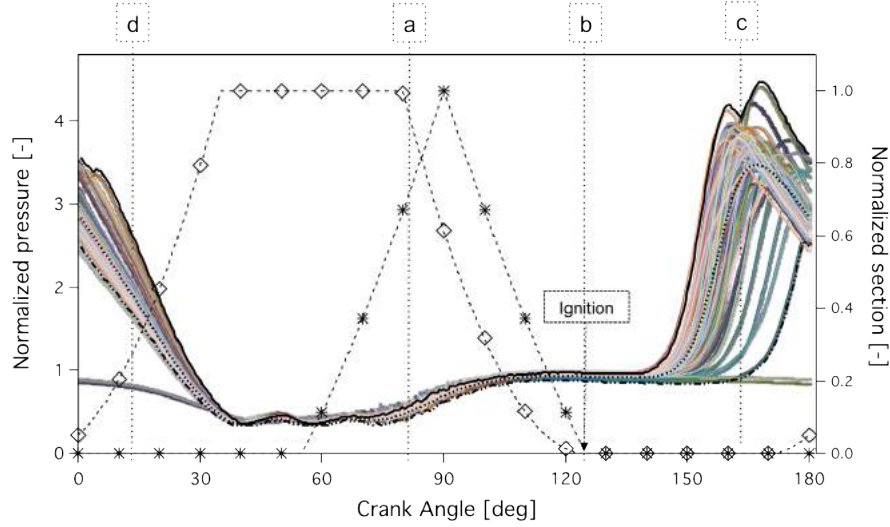 d a b c
Normalized pressure [-]
4
3
2
1
0
1.0
0.8
0.6
0.4
0.2
0.0
Normalized section [-]
Ignition
0 30 60 90 120 150 180
Crank Angle [deg]